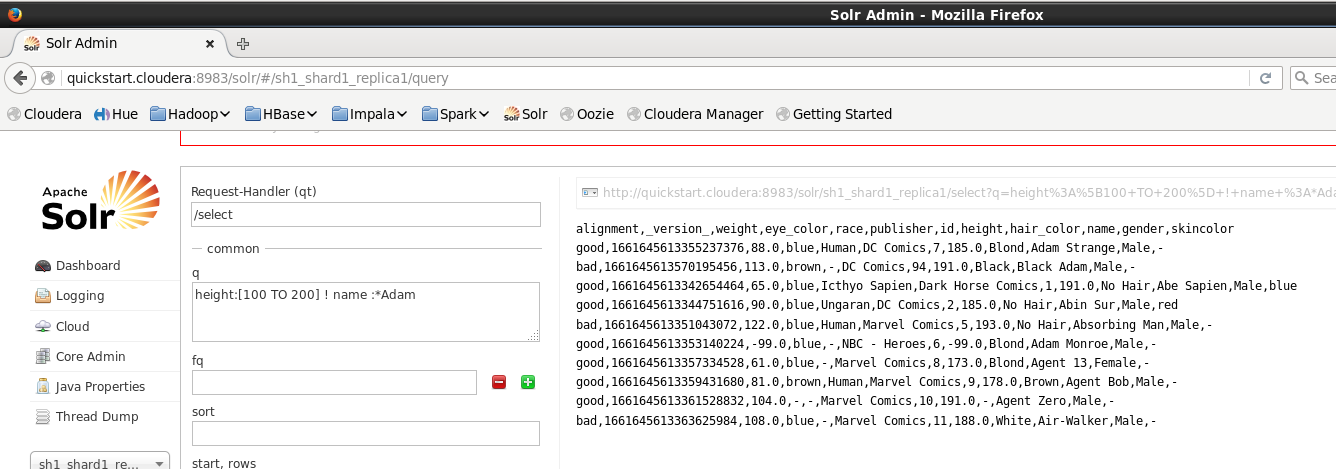 Solr Admin - Mozilla Firefox
Solr Admin
quickstart.cloudera:8983/solr/#/sh1_shard1_replica1/query
Sea
Cloudera Hue Hadoop HBase Impala Spark Solr Oozie Cloudera Manager Getting Started
Apache
Solr
Dashboard
Logging
Cloud
Core Admin
Java Properties
Thread Dump
sh1_shard1_re...
Request-Handler (qt)
/select
common
q
height:[100 TO 200] ! name :*Adam
fq
sort
start, rows
http://quickstart.cloudera:8983/solr/sh1_shard1_replica1/select?q=height%3A%5B100+TO+200%5D+!+name+%3A*Ada
alignment,_version_,weight,eye_color,race,publisher,id,height,hair_color,name,gender,skincolor
good,1661645613355237376,88.0,blue,Human,DC Comics,7,185.0,Blond,Adam Strange,Male,-
bad,1661645613570195456,113.0,brown,-,DC Comics,94,191.0,Black,Black Adam,Male,-
good,1661645613342654464,65.0,blue,Icthyo Sapien,Dark Horse Comics,1,191.0,No Hair,Abe Sapien,Male,blue
good,1661645613344751616,90.0,blue,Ungaran,DC Comics,2,185.0,No Hair,Abin Sur,Male,red
bad,1661645613351043072,122.0,blue,Human,Marvel Comics,5,193.0,No Hair,Absorbing Man,Male,-
good,1661645613353140224,-99.0,blue,-,NBC - Heroes,6,-99.0,Blond,Adam Monroe,Male,-
good,1661645613357334528,61.0,blue,-,Marvel Comics,8,173.0,Blond,Agent 13,Female,-
good,1661645613359431680,81.0,brown,Human,Marvel Comics,9,178.0,Brown,Agent Bob,Male,-
good,1661645613361528832,104.0,-,-,Marvel Comics,10,191.0,-,Agent Zero,Male,-
bad,1661645613363625984,108.0,blue,-,Marvel Comics,11,188.0,White,Air-Walker,Male,-